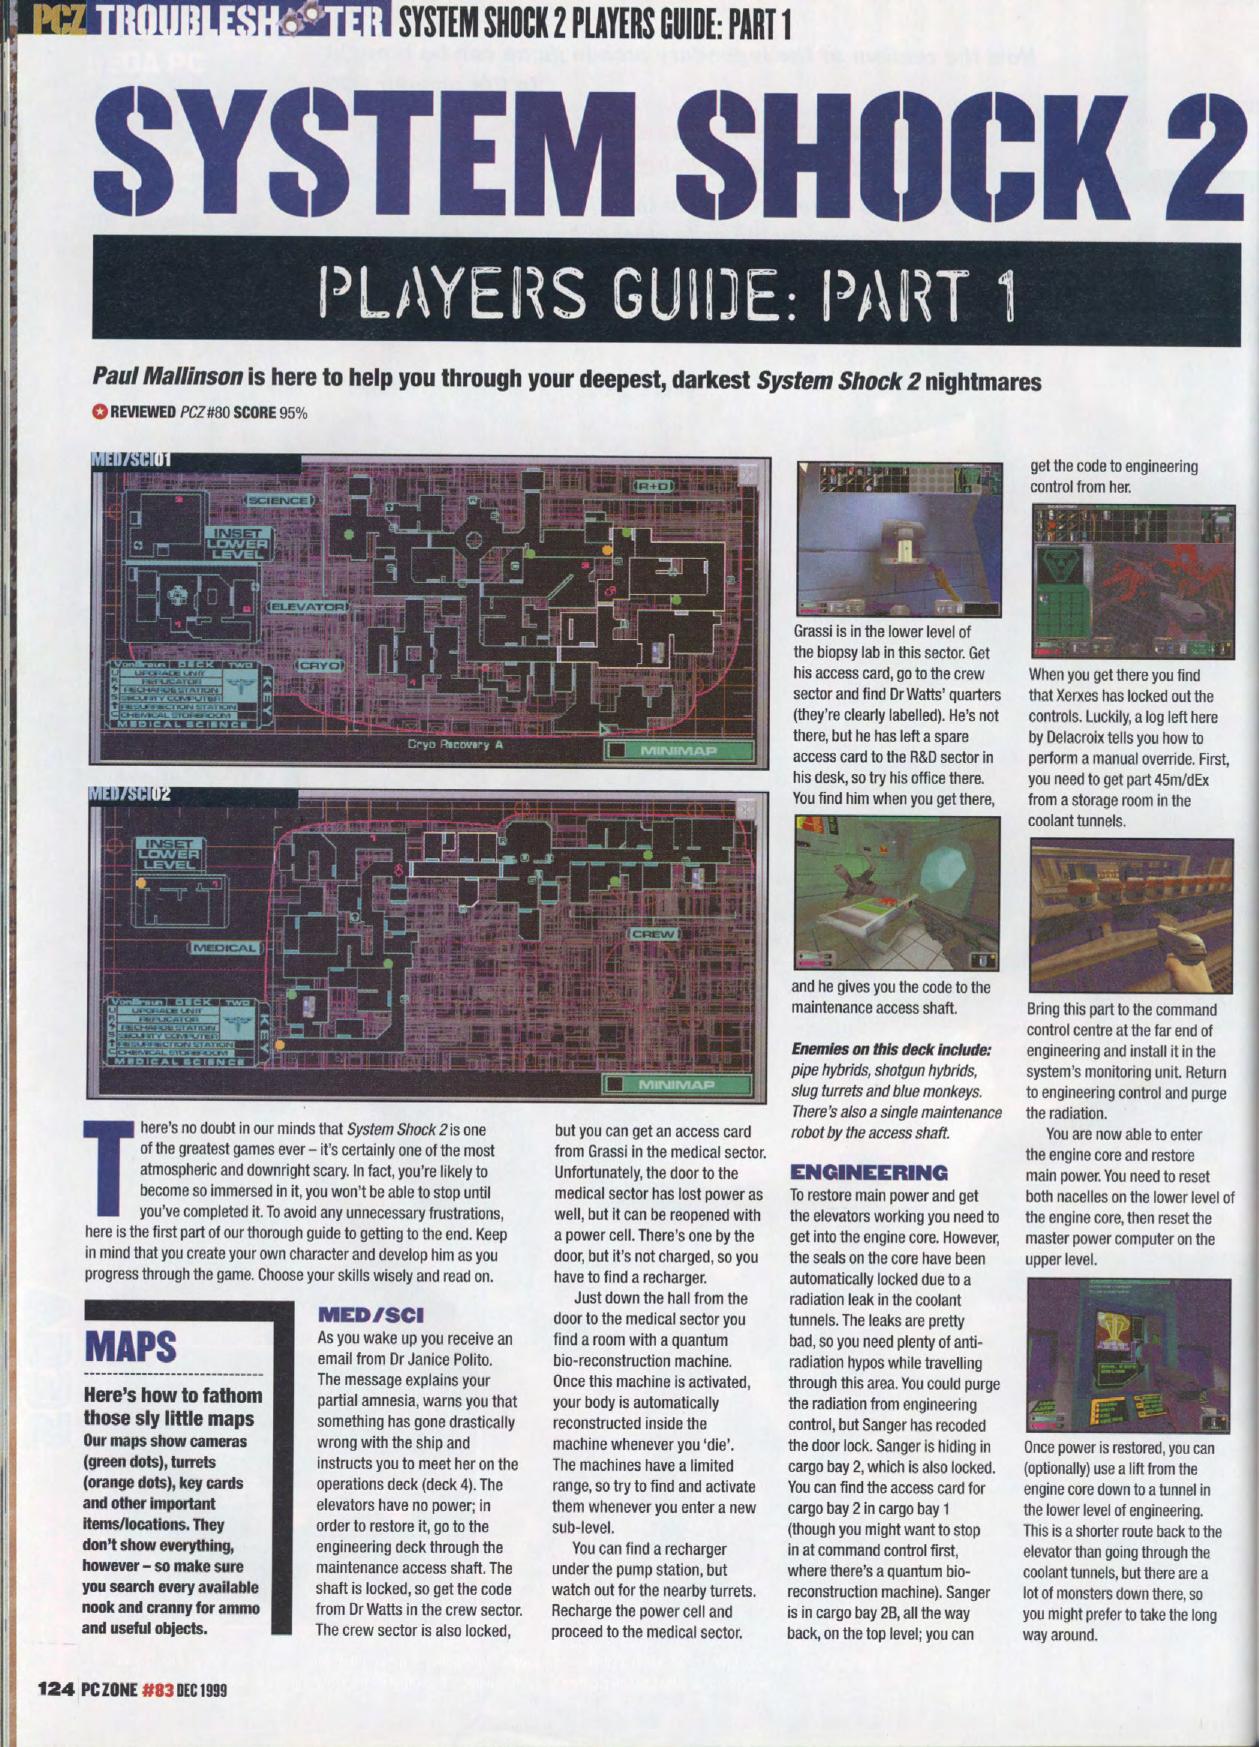 PCZ TROUBLESHOOTER SYSTEM SHOCK 2 PLAYERS GUIDE: PART 1
SYSTEM SHOCK 2
PLAYERS GUIDE: PART 1
Paul Mallinson is here to help you through your deepest, darkest System Shock 2 nightmares
REVIEWED PCZ #80 SCORE 95%
MED/SCI01
SCIENCE
(R+D)
INSET
LOWER
LEVEL
ELEVATOR
CRYO
VonBraun DECK TWO
UPGRADE UNIT
REPLICATOR
RECHARGE STATION
SECURITY COMPUTER
RESURRECTION STATION
CHEMICAL STOREROOM
MEDICAL SCIENCE
KEY
Cryo Recovery A
MINIMAP
MED/SCI02
INSET
LOWER
LEVEL
MEDICAL
CREW
VonBraun DECK TWO
UPGRADE UNIT
REPLICATOR
RECHARGE STATION
SECURITY COMPUTER
RESURRECTION STATION
CHEMICAL STOREROOM
MEDICAL SCIENCE
KEY
MINIMAP
There's no doubt in our minds that System Shock 2 is one
of the greatest games ever – it's certainly one of the most
atmospheric and downright scary. In fact, you're likely to
become so immersed in it, you won't be able to stop until
you've completed it. To avoid any unnecessary frustrations,
here is the first part of our thorough guide to getting to the end. Keep
in mind that you create your own character and develop him as you
progress through the game. Choose your skills wisely and read on.
MAPS
Here's how to fathom
those sly little maps
Our maps show cameras
(green dots), turrets
(orange dots), key cards
and other important
items/locations. They
don't show everything,
however – so make sure
you search every available
nook and cranny for ammo
and useful objects.
MED/SCI
As you wake up you receive an
email from Dr Janice Polito.
The message explains your
partial amnesia, warns you that
something has gone drastically
wrong with the ship and
instructs you to meet her on the
operations deck (deck 4). The
elevators have no power; in
order to restore it, go to the
engineering deck through the
maintenance access shaft. The
shaft is locked, so get the code
from Dr Watts in the crew sector.
The crew sector is also locked,
but you can get an access card
from Grassi in the medical sector.
Unfortunately, the door to the
medical sector has lost power as
well, but it can be reopened with
a power cell. There's one by the
door, but it's not charged, so you
have to find a recharger.
Just down the hall from the
door to the medical sector you
find a room with a quantum
bio-reconstruction machine.
Once this machine is activated,
your body is automatically
reconstructed inside the
machine whenever you 'die'.
The machines have a limited
range, so try to find and activate
them whenever you enter a new
sub-level.
You can find a recharger
under the pump station, but
watch out for the nearby turrets.
Recharge the power cell and
proceed to the medical sector.
Grassi is in the lower level of
the biopsy lab in this sector. Get
his access card, go to the crew
sector and find Dr Watts' quarters
(they're clearly labelled). He's not
there, but he has left a spare
access card to the R&D sector in
his desk, so try his office there.
You find him when you get there,
and he gives you the code to the
maintenance access shaft.
Enemies on this deck include:
pipe hybrids, shotgun hybrids,
slug turrets and blue monkeys.
There's also a single maintenance
robot by the access shaft.
ENGINEERING
To restore main power and get
the elevators working you need to
get into the engine core. However,
the seals on the core have been
automatically locked due to a
radiation leak in the coolant
tunnels. The leaks are pretty
bad, so you need plenty of anti-
radiation hypos while travelling
through this area. You could purge
the radiation from engineering
control, but Sanger has recoded
the door lock. Sanger is hiding in
cargo bay 2, which is also locked.
You can find the access card for
cargo bay 2 in cargo bay 1
(though you might want to stop
in at command control first,
where there's a quantum bio-
reconstruction machine). Sanger
is in cargo bay 2B, all the way
back, on the top level; you can
get the code to engineering
control from her.
When you get there you find
that Xerxes has locked out the
controls. Luckily, a log left here
by Delacroix tells you how to
perform a manual override. First,
you need to get part 45m/dEx
from a storage room in the
coolant tunnels.
Bring this part to the command
control centre at the far end of
engineering and install it in the
system's monitoring unit. Return
to engineering control and purge
the radiation.
You are now able to enter
the engine core and restore
main power. You need to reset
both nacelles on the lower level of
the engine core, then reset the
master power computer on the
upper level.
Once power is restored, you can
(optionally) use a lift from the
engine core down to a tunnel in
the lower level of engineering.
This is a shorter route back to the
elevator than going through the
coolant tunnels, but there are a
lot of monsters down there, so
you might prefer to take the long
way around.
124 PC ZONE #83 DEC 1999